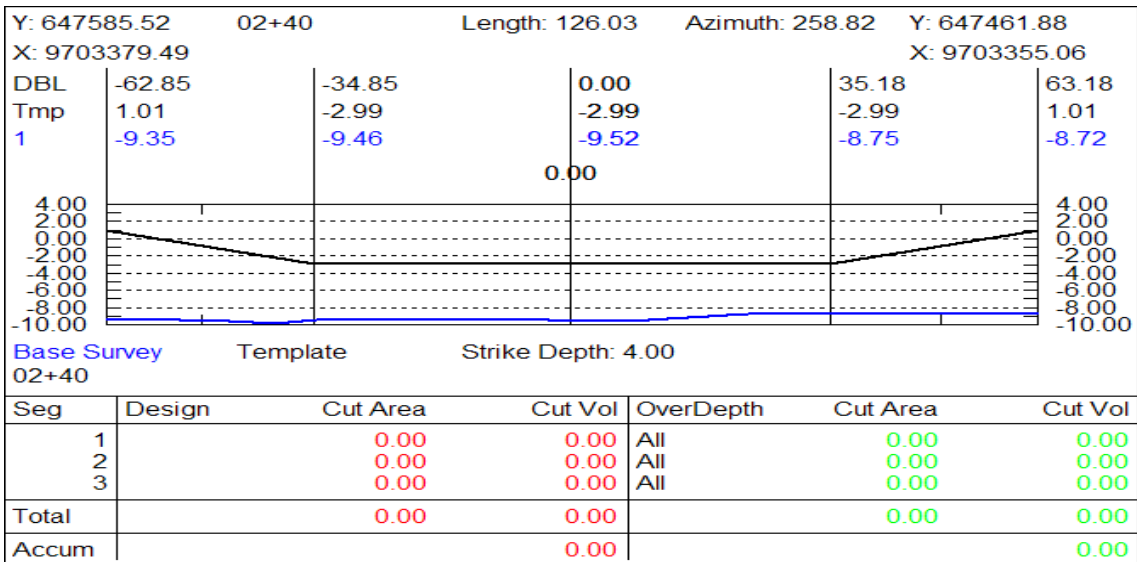 Y: 647585.52 02+40 Length: 126.03 Azimuth: 258.82 Y: 647461.88
X: 9703379.49 X: 9703355.06
DBL -62.85 -34.85 0.00 35.18 63.18
Tmp 1.01 -2.99 -2.99 -2.99 1.01
1 -9.35 -9.46 -9.52 -8.75 -8.72
0.00
4.00 4.00
2.00 2.00
0.00 0.00
-2.00 -2.00
-4.00 -4.00
-6.00 -6.00
-8.00 -8.00
-10.00 -10.00
Base Survey Template Strike Depth: 4.00
02+40
Seg Design Cut Area Cut Vol OverDepth Cut Area Cut Vol
1 0.00 0.00 All 0.00 0.00
2 0.00 0.00 All 0.00 0.00
3 0.00 0.00 All 0.00 0.00
Total 0.00 0.00 0.00 0.00
Accum 0.00 0.00